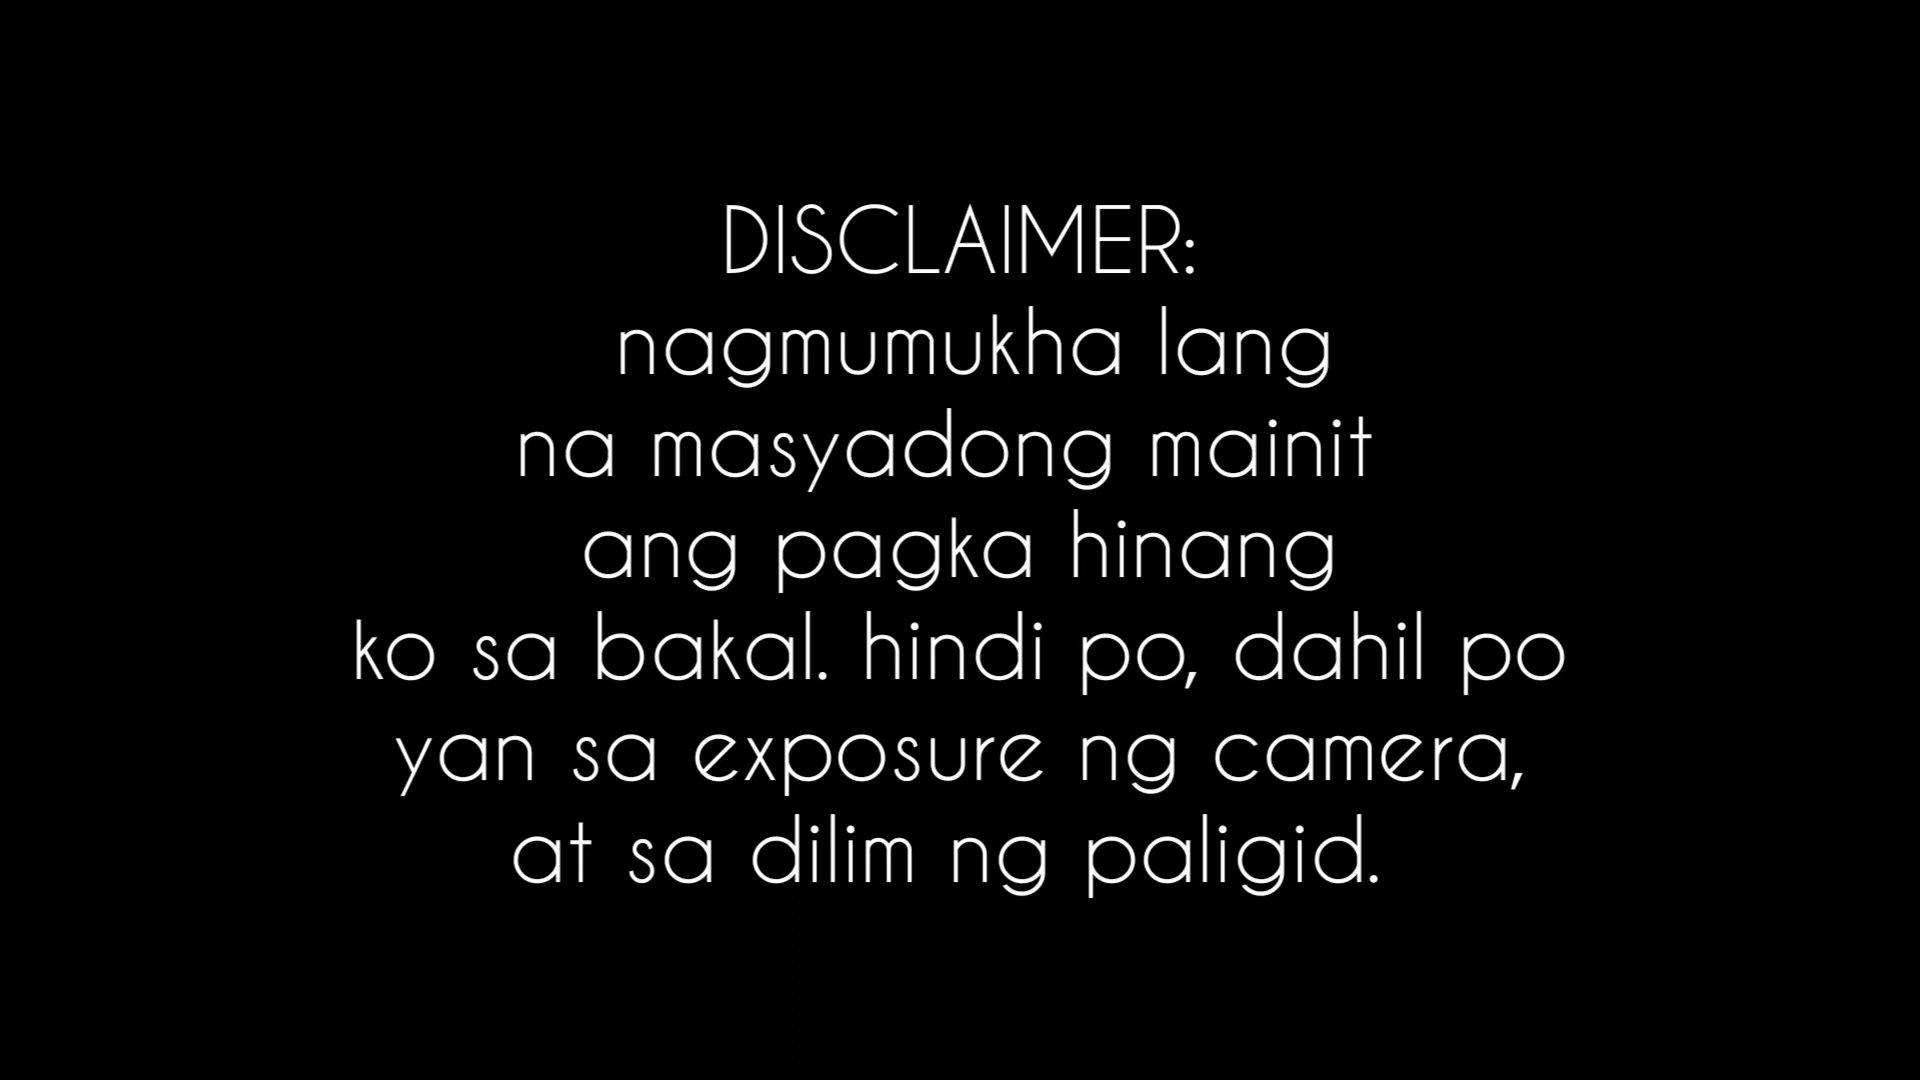 DISCLAIMER:
nagmumukha lang
na masyadong mainit
ang pagka hinang
ko sa bakal. hindi po, dahil po
yan sa exposure ng camera,
at sa dilim ng paligid.